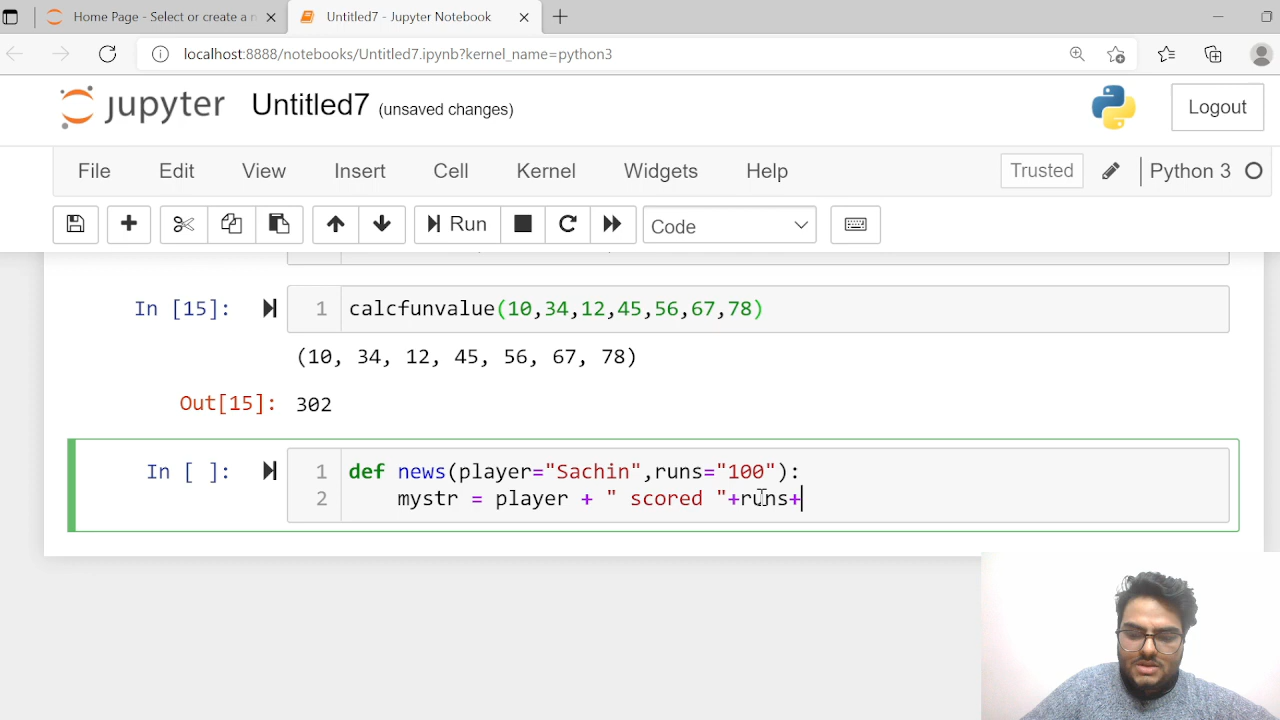 Home Page - Select or create a n
Untitled7 - Jupyter Notebook
localhost:8888/notebooks/Untitled7.ipynb?kernel_name=python3
jupyter Untitled7 (unsaved changes)
Logout
File Edit View Insert Cell Kernel Widgets Help Trusted Python 3
Run Code
In [15]: 1 calcfunvalue(10,34,12,45,56,67,78)
(10, 34, 12, 45, 56, 67, 78)
Out[15]: 302
In [ ]: 1 def news(player="Sachin",runs="100"):
2 mystr = player + " scored "+runs+